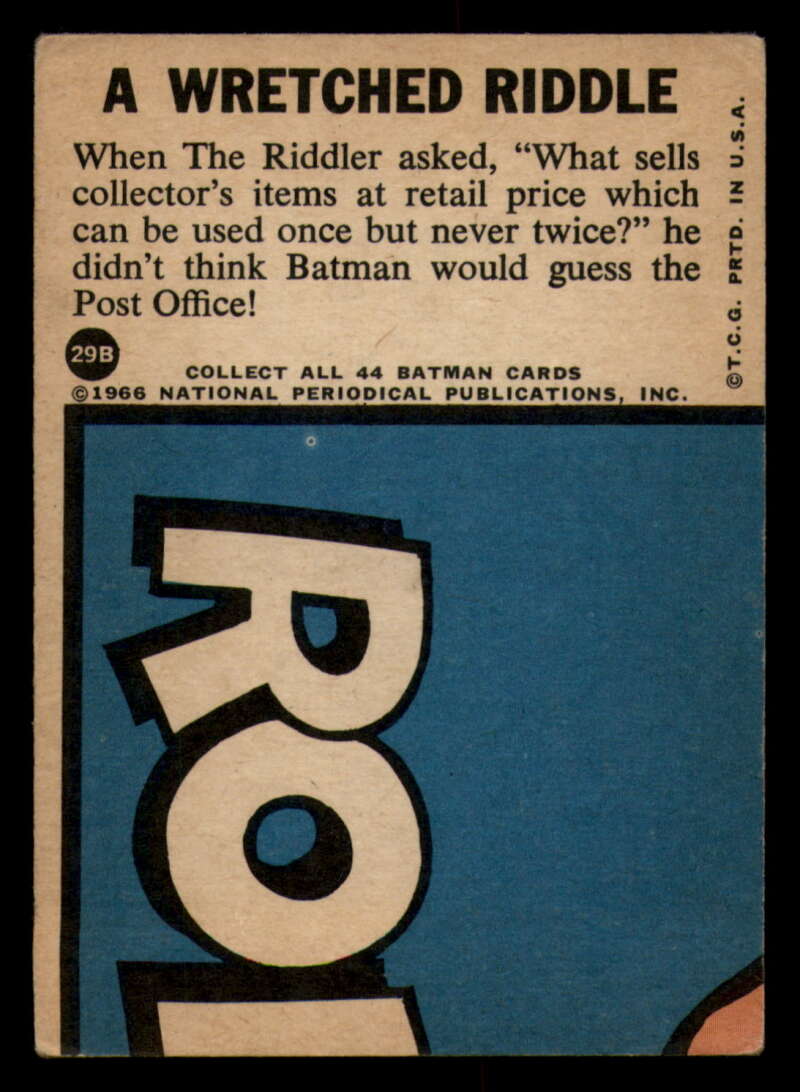 A WRETCHED RIDDLE
When The Riddler asked, “What sells
collector’s items at retail price which
can be used once but never twice?” he
didn’t think Batman would guess the
Post Office!
29B
COLLECT ALL 44 BATMAN CARDS
©1966 NATIONAL PERIODICAL PUBLICATIONS, INC.
©T.C.G. PRTD. IN U.S.A.
RO